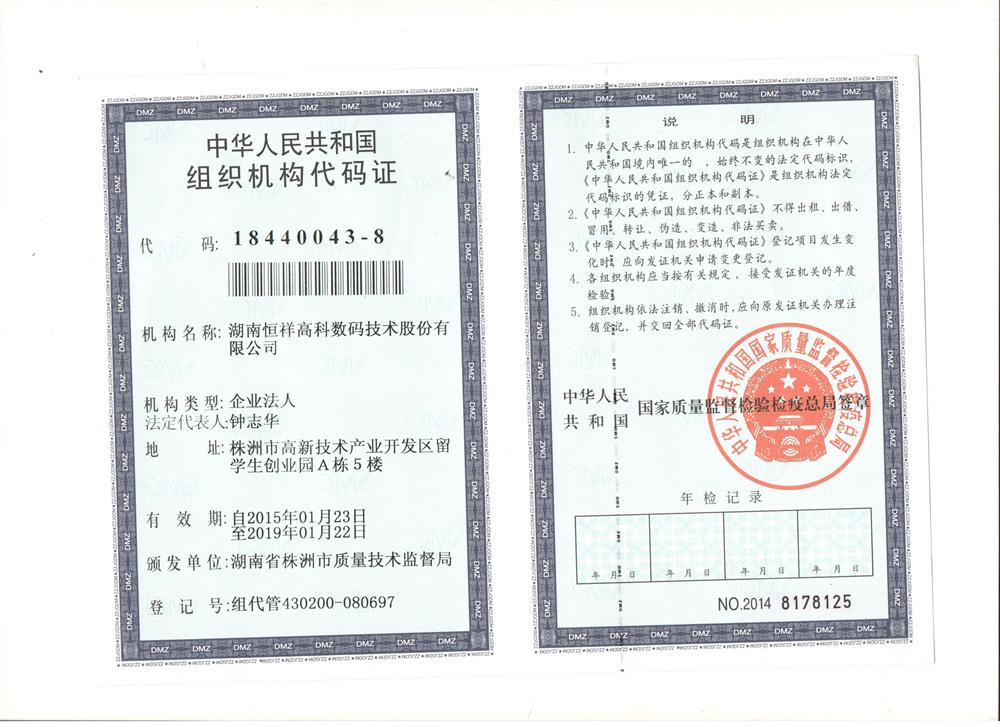 中华人民共和国
组织机构代码证
代 码: 18440043-8
机构名称: 湖南恒祥高科数码技术股份有
限公司
机构类型: 企业法人
法定代表人:钟志华
地 址: 株洲市高新技术产业开发区留
学生创业园A栋5楼
有 效 期: 自2015年01月23日
至2019年01月22日
颁发单位: 湖南省株洲市质量技术监督局
登 记 号: 组代管430200-080697
说 明
1. 中华人民共和国组织机构代码是组织机构在中华人
民共和国境内唯一的 、始终不变的法定代码标识，
《中华人民共和国组织机构代码证》是组织机构法定
代码标识的凭证，分正本和副本。
2.《中华人民共和国组织机构代码证》不得出租、出借、
冒用、转让、伪造、变造、非法买卖。
3.《中华人民共和国组织机构代码证》登记项目发生变
化时，应向发证机关申请变更登记。
4. 各组织机构应当按有关规定，接受发证机关的年度
检验。
5. 组织机构依法注销、撤消时，应向原发证机关办理注
销登记，并交回全部代码证。
中华人民
共 和 国 国家质量监督检验检疫总局签章
中华人民共和国国家质量监督检验检疫总局
年检记录
年 月 日 年 月 日 年 月 日 年 月 日
NO.2014 8178125